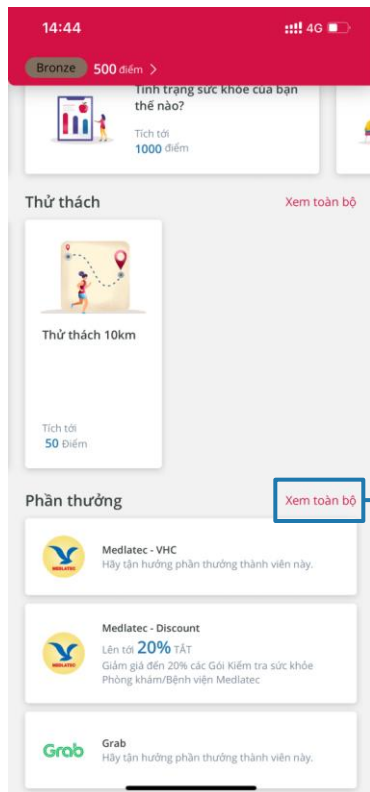 14:44
4G
Bronze 500 điểm >
Tình trạng sức khỏe của bạn
thế nào?
Tích tới
1000 điểm
Thử thách Xem toàn bộ
Thử thách 10km
Tích tới
50 Điểm
Phần thưởng Xem toàn bộ
MEDLATEC
Medlatec - VHC
Hãy tận hưởng phần thưởng thành viên này.
MEDLATEC
Medlatec - Discount
Lên tới 20% TẮT
Giảm giá đến 20% các Gói Kiểm tra sức khỏe
Phòng khám/Bệnh viện Medlatec
Grab
Grab
Hãy tận hưởng phần thưởng thành viên này.